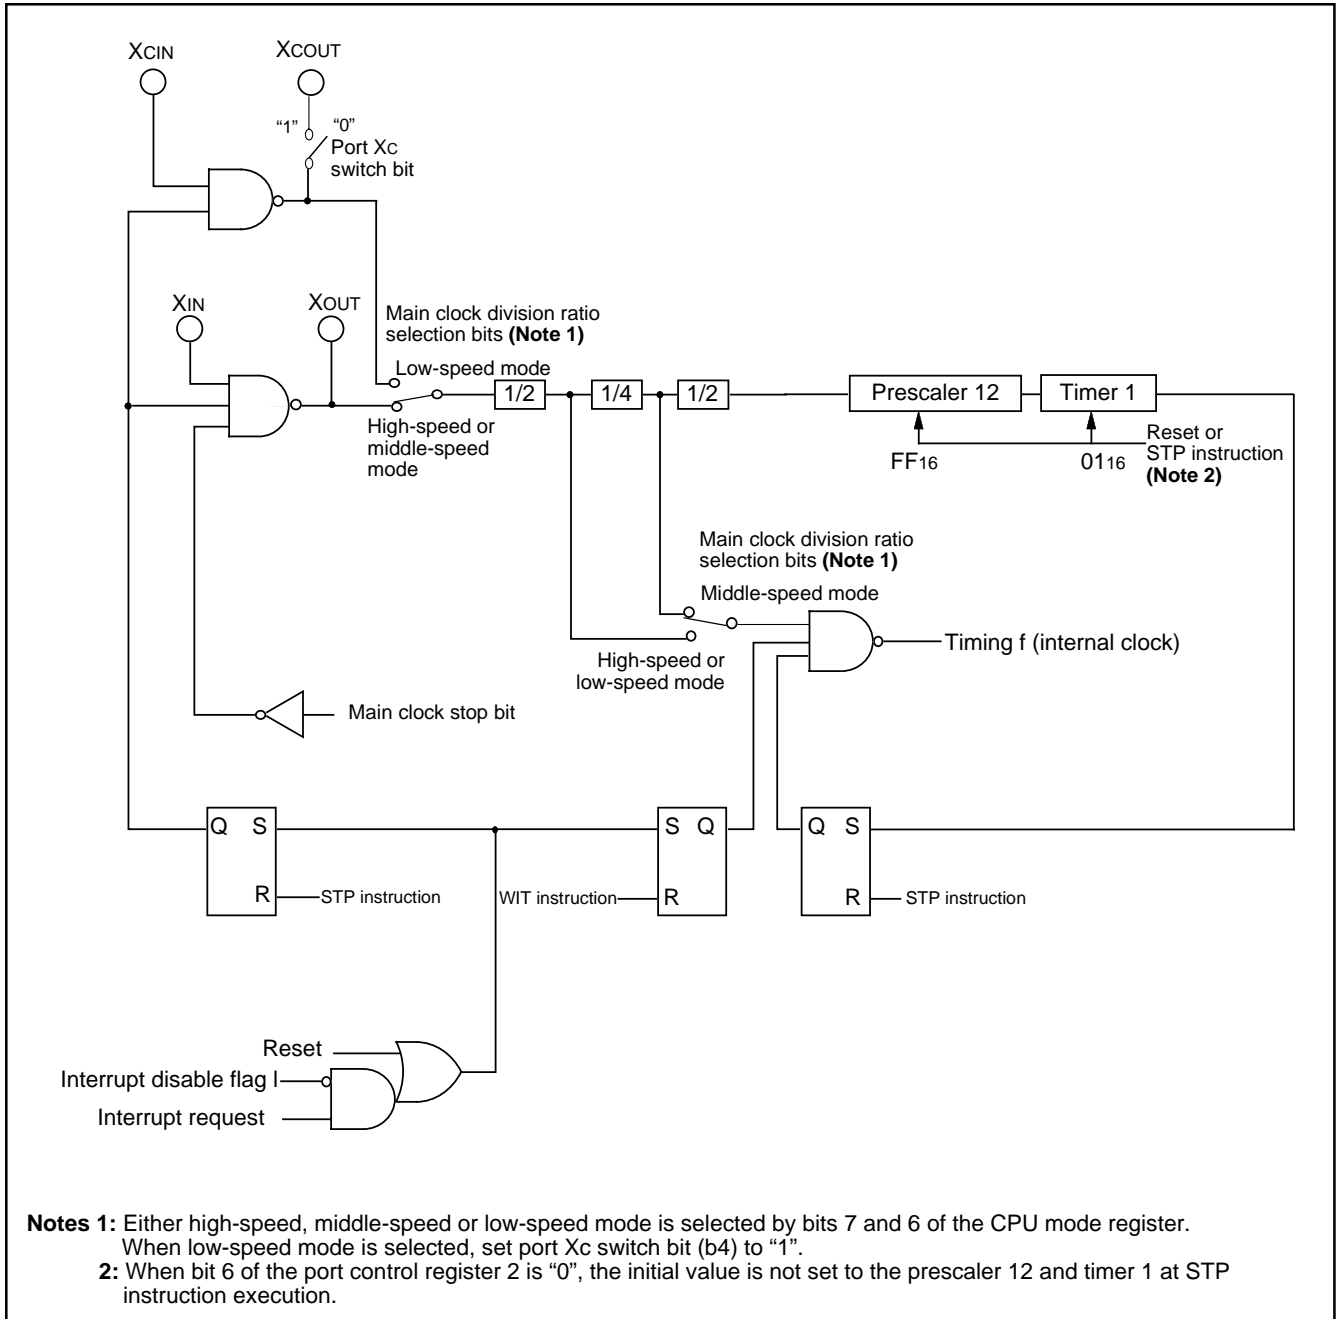 XCIN
XCOUT
“1”
“0”
Port XC
switch bit
XIN
XOUT
Main clock division ratio
selection bits (Note 1)
Low-speed mode
1/2
1/4
1/2
Prescaler 12
Timer 1
High-speed or
middle-speed
mode
FF16
0116
Reset or
STP instruction
(Note 2)
Main clock division ratio
selection bits (Note 1)
Middle-speed mode
High-speed or
low-speed mode
Timing f (internal clock)
Main clock stop bit
Q S
R
STP instruction
WIT instruction
S Q
R
Q S
R
STP instruction
Reset
Interrupt disable flag I
Interrupt request
Notes 1: Either high-speed, middle-speed or low-speed mode is selected by bits 7 and 6 of the CPU mode register.
When low-speed mode is selected, set port Xc switch bit (b4) to “1”.
2: When bit 6 of the port control register 2 is “0”, the initial value is not set to the prescaler 12 and timer 1 at STP
instruction execution.